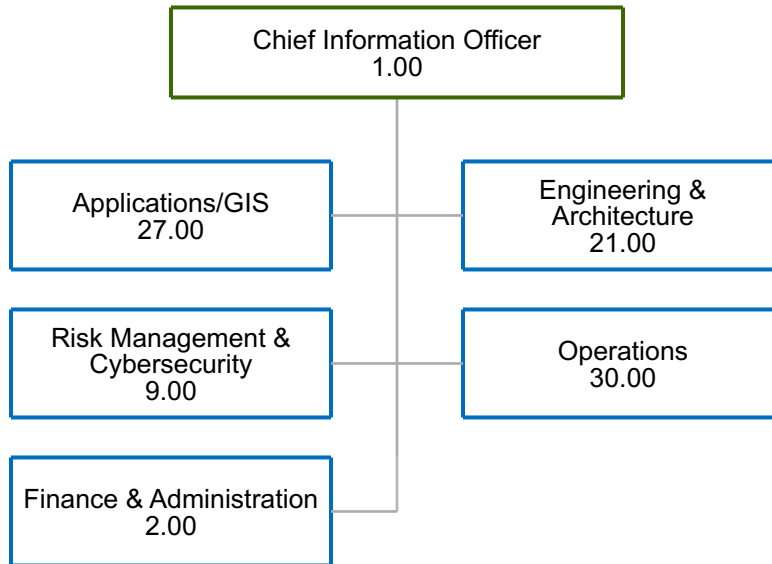 Chief Information Officer
1.00
Applications/GIS
27.00
Engineering &
Architecture
21.00
Risk Management &
Cybersecurity
9.00
Operations
30.00
Finance & Administration
2.00